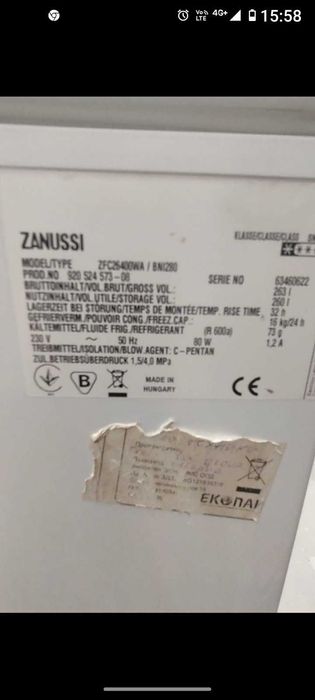 15:58
4G+
LTE
ZANUSSI
KLASSE/CLASSE/CLASS
MODEL/TYPE ZFC26400WA / BNI280
PROD.NO 920 524 573-08 SERIE NO 63460622
BRUTTOINHALT/VOL.BRUT/GROSS VOL.: 263 l
NUTZINHALT/VOL.UTILE/STORAGE VOL.: 260 l
LAGERZEIT BEI STÖRUNG/TEMPS DE MONTÉE/TEMP. RISE TIME, 32 h
GEFRIERVERM./POUVOIR CONG./FREEZ.CAP.: 16 kg/24 h
KÄLTEMITTEL/FLUIDE FRIG./REFRIGERANT (R 600a) 73 g
230 V ~ 50 Hz 80 W 1,2 A
TREIBMITTEL/ISOLATION/BLOW.AGENT: C-PENTAN
ZUL.BETRIEBSÜBERDRUCK 1,5/4,0 MPa
B
MADE IN
HUNGARY
CE
ЕКОПАК